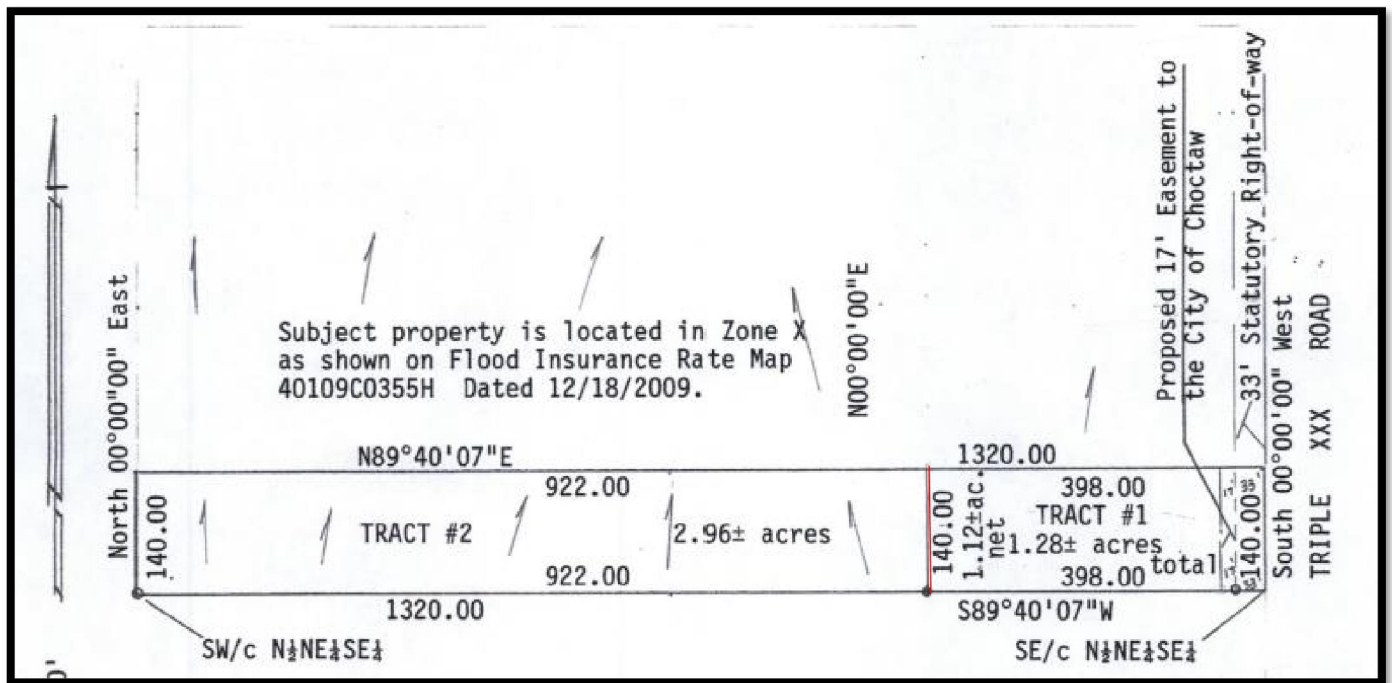 Proposed 17' Easement to
the City of Choctaw
33' Statutory Right-of-way
North 00°00'00" East
Subject property is located in Zone X
as shown on Flood Insurance Rate Map
40109C0355H Dated 12/18/2009.
N00°00'00"E
South 00°00'00" West
TRIPLE XXX ROAD
N89°40'07"E
1320.00
922.00
398.00
140.00
TRACT #2
2.96± acres
140.00
1.12±ac.
net
TRACT #1
1.28± acres
total
33'
140.00
922.00
398.00
1320.00
S89°40'07"W
SW/c N½NE¼SE¼
SE/c N½NE¼SE¼